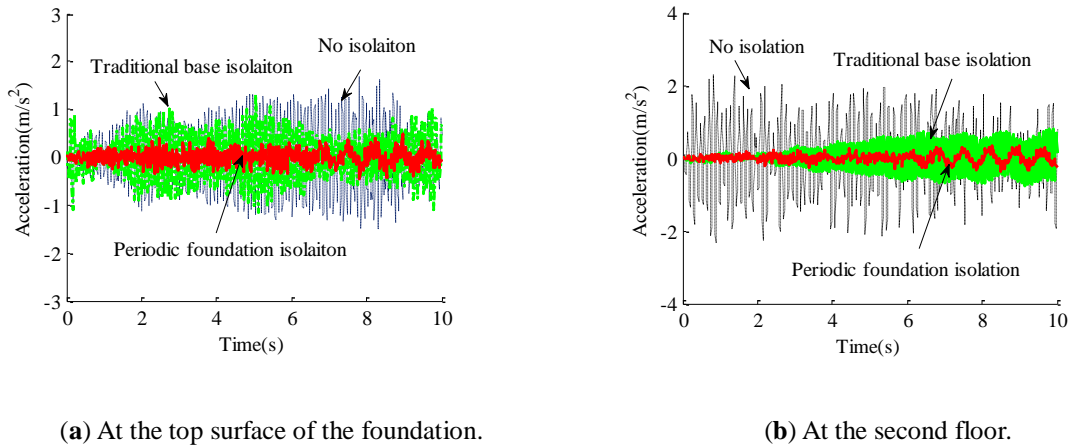 3
2
1
0
-1
-2
-3
Acceleration(m/s²)
No isolaiton
Traditional base isolaiton
Periodic foundation isolaiton
0 2 4 6 8 10
Time(s)
(a) At the top surface of the foundation.
4
2
0
-2
-4
Acceleration(m/s²)
No isolation
Traditional base isolation
Periodic foundation isolation
0 2 4 6 8 10
Time(s)
(b) At the second floor.